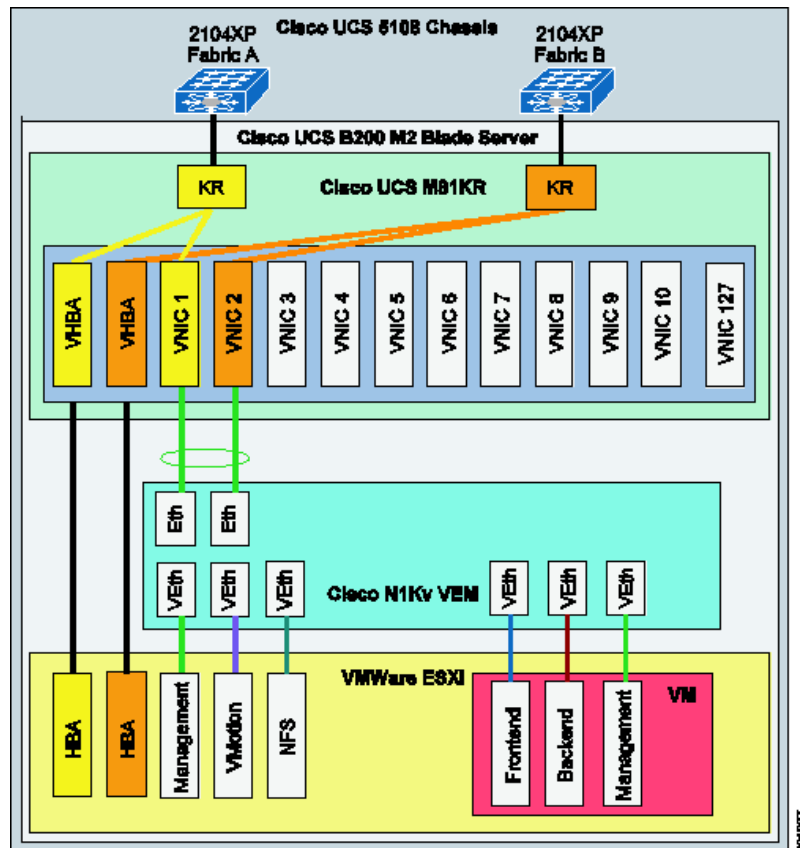 Cisco UCS 5108 Chassis
2104XP
Fabric A
2104XP
Fabric B
Cisco UCS B200 M2 Blade Server
KR
Cisco UCS M81KR
KR
VHBA
VHBA
VNIC 1
VNIC 2
VNIC 3
VNIC 4
VNIC 5
VNIC 6
VNIC 7
VNIC 8
VNIC 9
VNIC 10
VNIC 127
Eth
Eth
VEth
VEth
VEth
Cisco N1Kv VEM
VEth
VEth
VEth
VMWare ESXI
VM
HBA
HBA
Management
VMotion
NFS
Frontend
Backend
Management